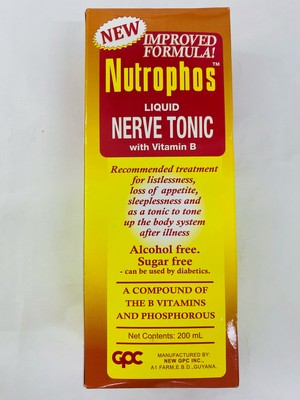 NEW
IMPROVED
FORMULA!
Nutrophos™
LIQUID
NERVE TONIC
with Vitamin B
Recommended treatment
for listlessness,
loss of appetite,
sleeplessness and
as a tonic to tone
up the body system
after illness
Alcohol free.
Sugar free
- can be used by diabetics.
A COMPOUND OF
THE B VITAMINS
AND PHOSPHOROUS
Net Contents: 200 mL
GPC
MANUFACTURED BY:
NEW GPC INC.,
A1 FARM,E.B.D.,GUYANA.